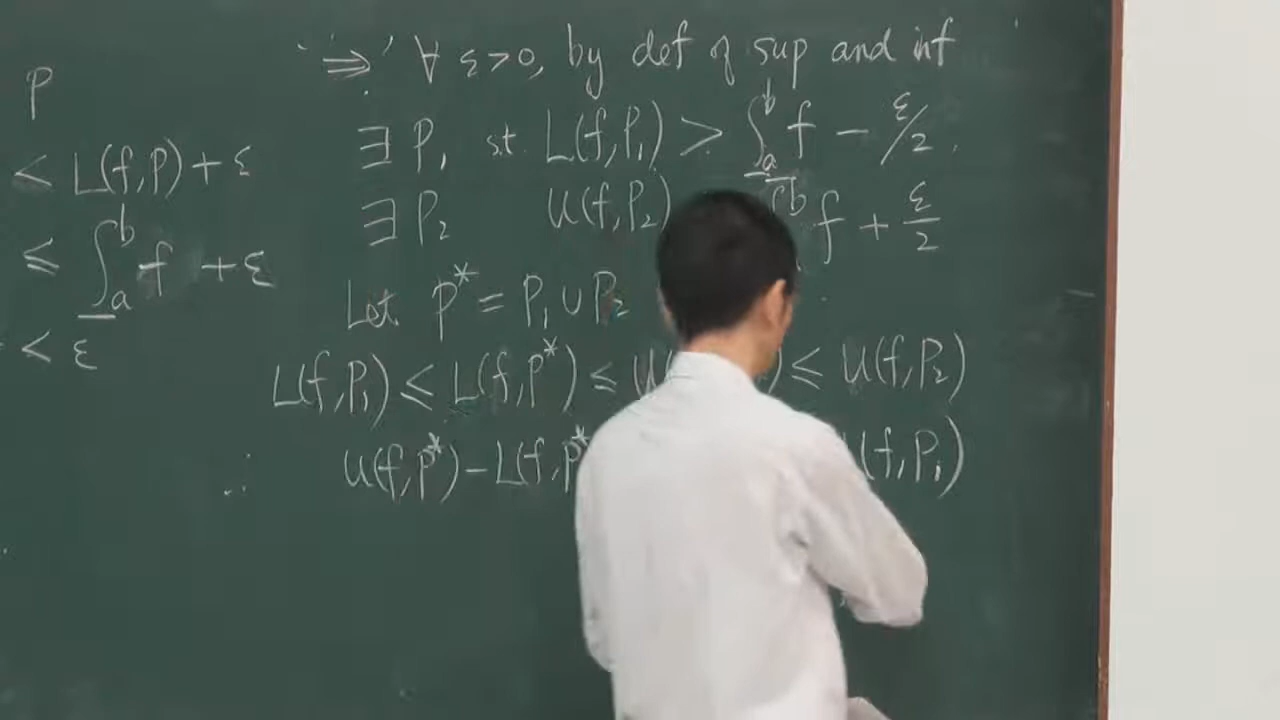 P
< L(f,P) + ε
≤ ∫_a^b f + ε
< ε
"⇒" ∀ ε>0, by def of sup and inf
∃ P₁ s.t. L(f,P₁) > ∫_a^b f − ε/2.
∃ P₂ U(f,P₂) ∫^b f + ε/2
Let P* = P₁ ∪ P₂
L(f,P₁) ≤ L(f,P*) ≤ U( ) ≤ U(f,P₂)
∴ U(f,P*) − L(f,P* (f,P₁)